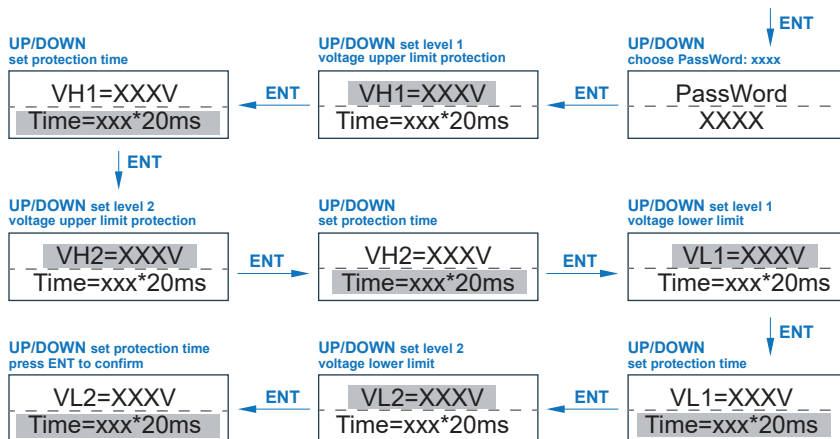 ENT
UP/DOWN
choose PassWord: xxxx
PassWord
XXXX
ENT
UP/DOWN set level 1
voltage upper limit protection
VH1=XXXV
Time=xxx*20ms
ENT
UP/DOWN
set protection time
VH1=XXXV
Time=xxx*20ms
ENT
UP/DOWN set level 2
voltage upper limit protection
VH2=XXXV
Time=xxx*20ms
ENT
UP/DOWN
set protection time
VH2=XXXV
Time=xxx*20ms
ENT
UP/DOWN set level 1
voltage lower limit
VL1=XXXV
Time=xxx*20ms
ENT
UP/DOWN
set protection time
VL1=XXXV
Time=xxx*20ms
ENT
UP/DOWN set level 2
voltage lower limit
VL2=XXXV
Time=xxx*20ms
ENT
UP/DOWN set protection time
press ENT to confirm
VL2=XXXV
Time=xxx*20ms